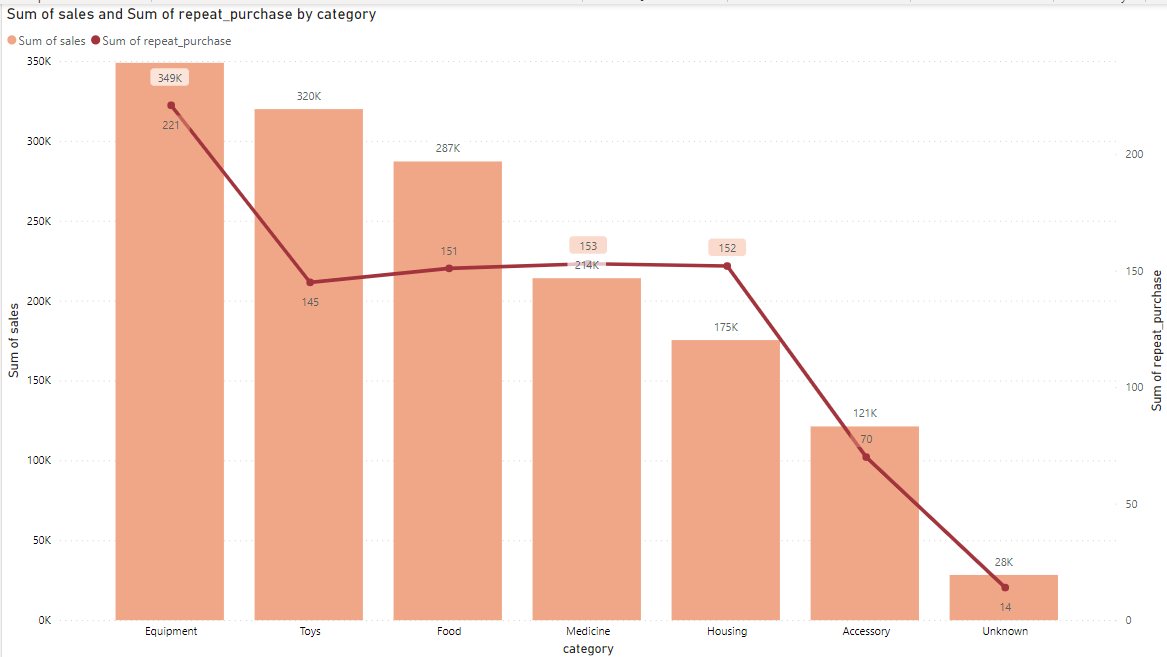 Sum of sales and Sum of repeat_purchase by category
Sum of sales Sum of repeat_purchase
350K
300K
250K
200K
150K
100K
50K
0K
Sum of sales
349K
320K
287K
214K
175K
121K
28K
221
145
151
153
152
70
14
200
150
100
50
0
Sum of repeat_purchase
Equipment Toys Food Medicine Housing Accessory Unknown
category